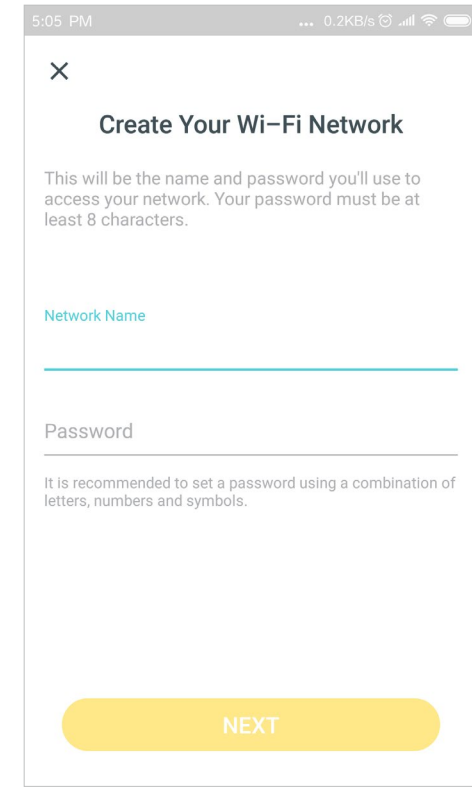 5:05 PM ... 0.2KB/s
Create Your Wi–Fi Network
This will be the name and password you'll use to
access your network. Your password must be at
least 8 characters.
Network Name
Password
It is recommended to set a password using a combination of
letters, numbers and symbols.
NEXT